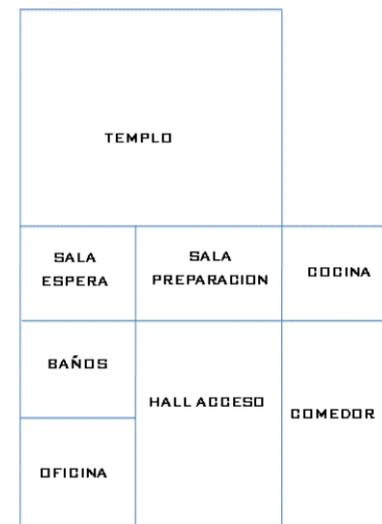 TEMPLO
SALA
ESPERA
SALA
PREPARACION
COCINA
BAÑOS
HALL ACCESO
COMEDOR
OFICINA